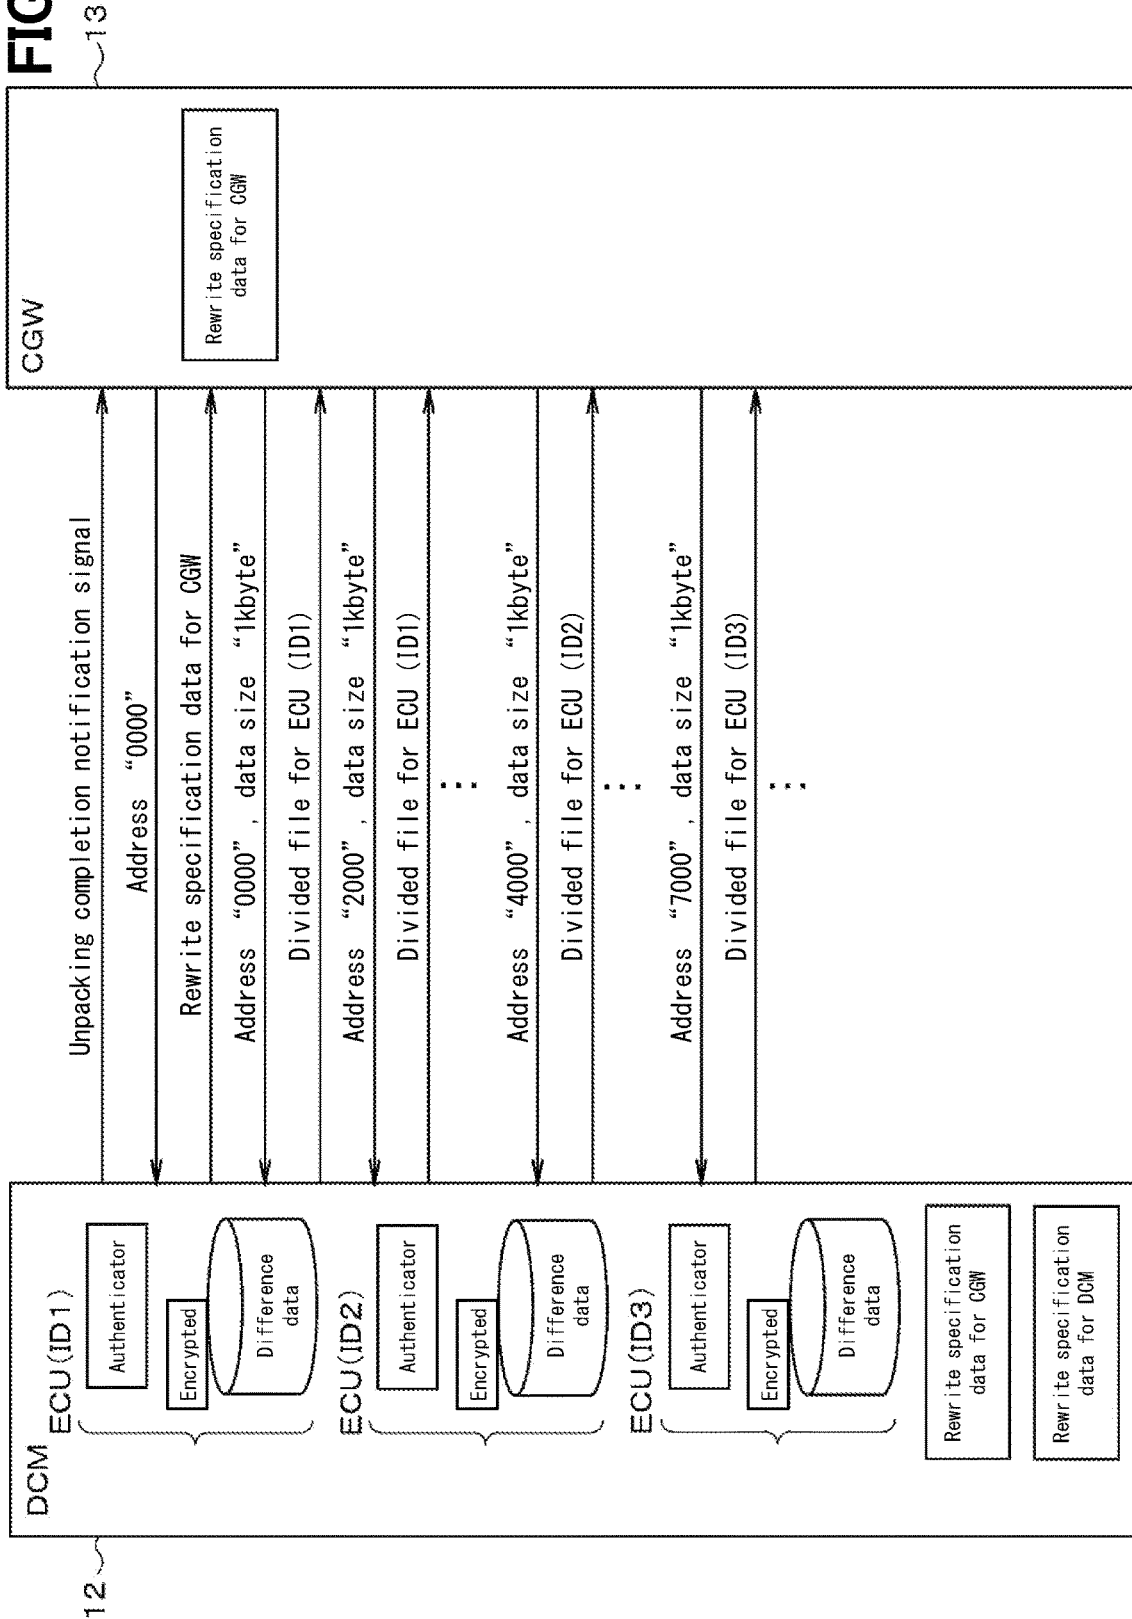 FIG
12
DCM
ECU(ID1)
Authenticator
Encrypted
Difference
data
ECU(ID2)
Authenticator
Encrypted
Difference
data
ECU(ID3)
Authenticator
Encrypted
Difference
data
Rewrite specification
data for CGW
Rewrite specification
data for DCM
Unpacking completion notification signal
Address “0000”
Rewrite specification data for CGW
Address “0000”, data size “1kbyte”
Divided file for ECU (ID1)
Address “2000”, data size “1kbyte”
Divided file for ECU (ID1)
...
Address “4000”, data size “1kbyte”
Divided file for ECU (ID2)
...
Address “7000”, data size “1kbyte”
Divided file for ECU (ID3)
...
13
CGW
Rewrite specification
data for CGW